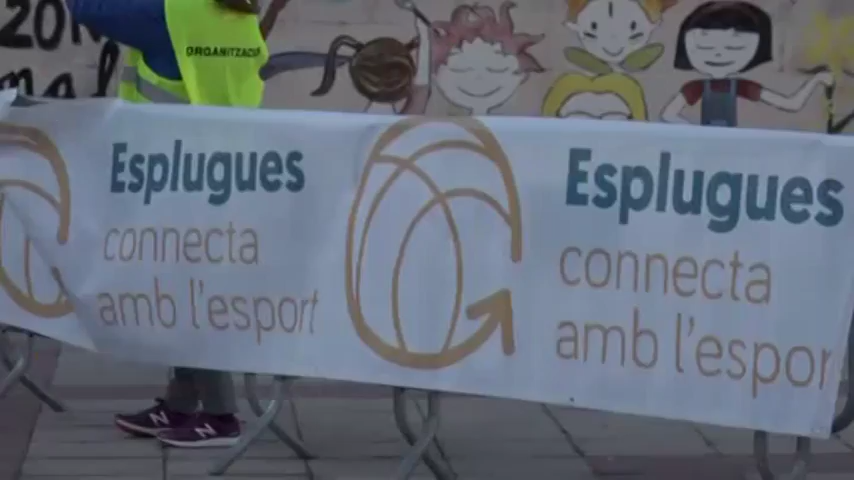 ORGANITZACIÓ
Esplugues
connecta
amb l'esport
Esplugues
connecta
amb l'espor